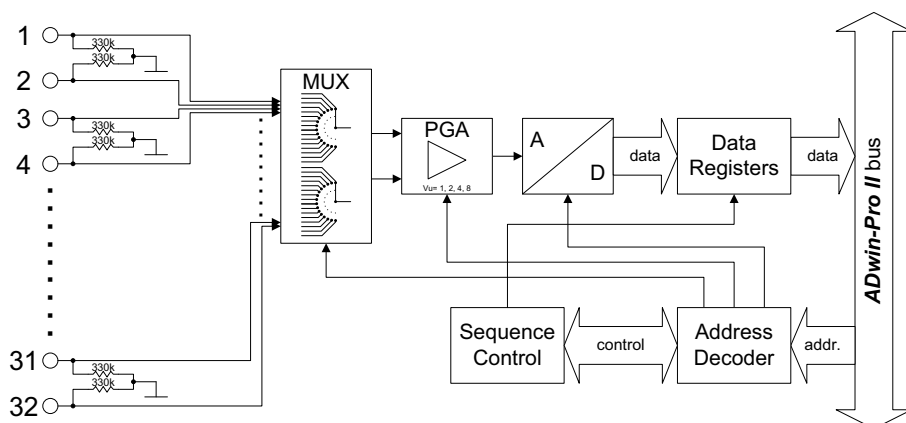 1
330k
330k
2
3
330k
330k
4
31
330k
330k
32
MUX
PGA
Vu= 1, 2, 4, 8
A
D
data
Data
Registers
data
Sequence
Control
control
Address
Decoder
addr.
ADwin-Pro II bus